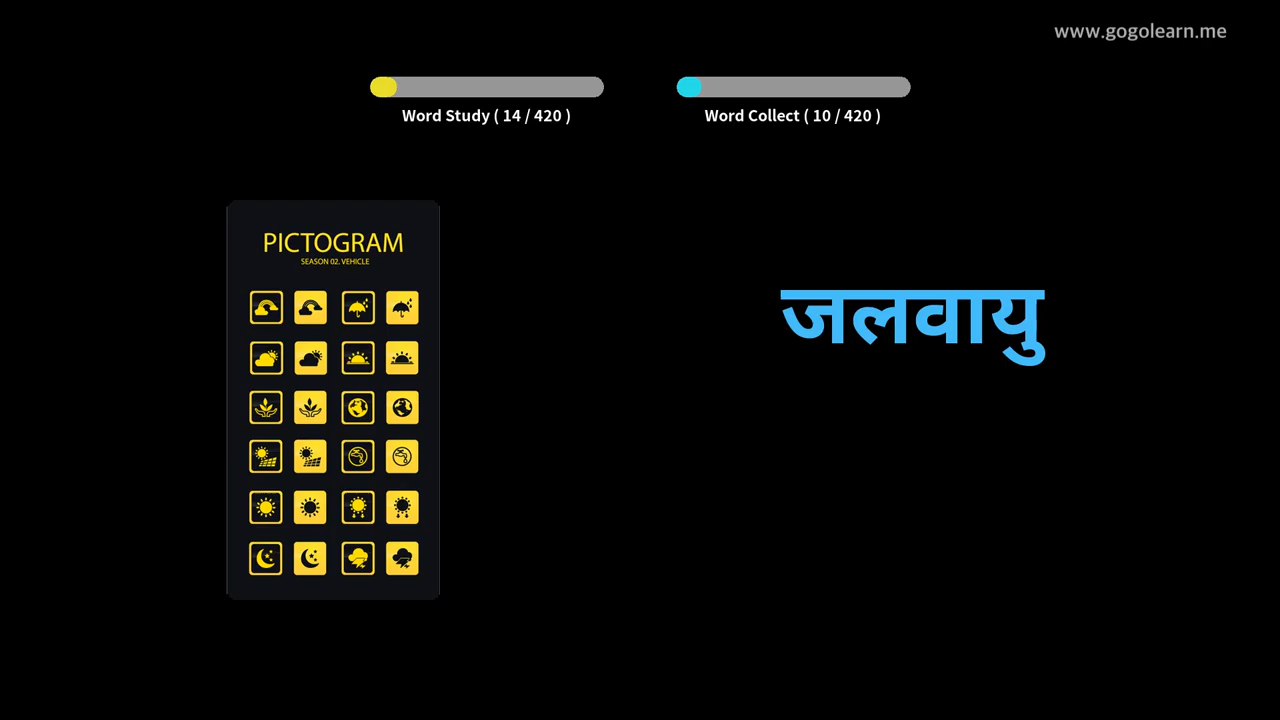 www.gogolearn.me
Word Study ( 14 / 420 )
Word Collect ( 10 / 420 )
PICTOGRAM
SEASON 02. VEHICLE
जलवायु